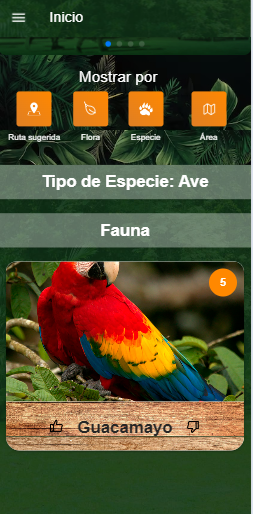 Inicio
Mostrar por
Ruta sugerida Flora Especie Área
Tipo de Especie: Ave
Fauna
5
Guacamayo